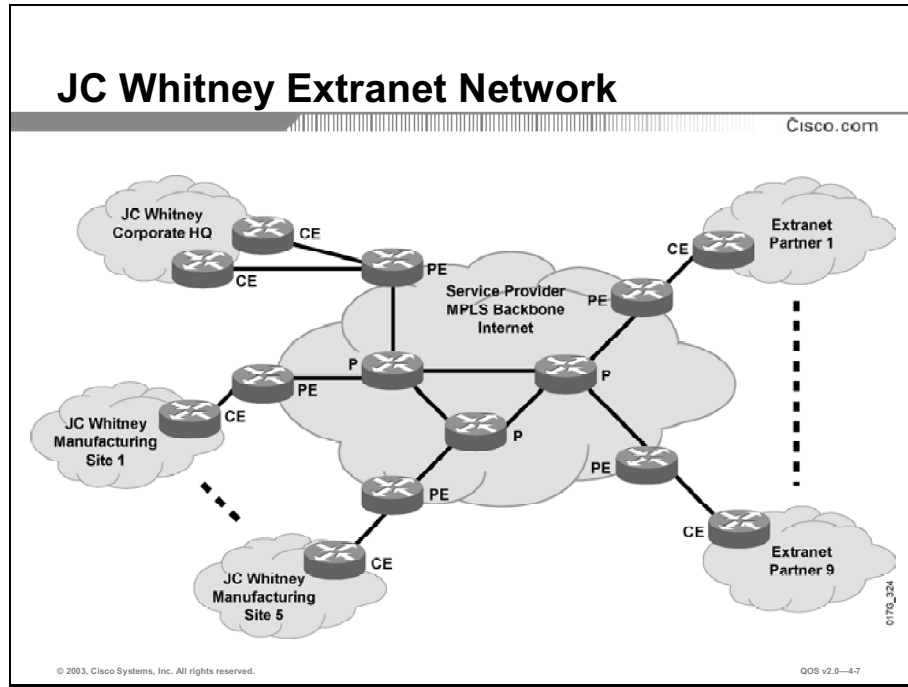 JC Whitney Extranet Network
Cisco.com
JC Whitney
Corporate HQ
CE
CE
PE
Service Provider
MPLS Backbone
Internet
Extranet
Partner 1
CE
PE
P
P
P
PE
CE
JC Whitney
Manufacturing
Site 1
PE
CE
JC Whitney
Manufacturing
Site 5
PE
CE
Extranet
Partner 9
017G_324
© 2003, Cisco Systems, Inc. All rights reserved.
QOS v2.0—4-7